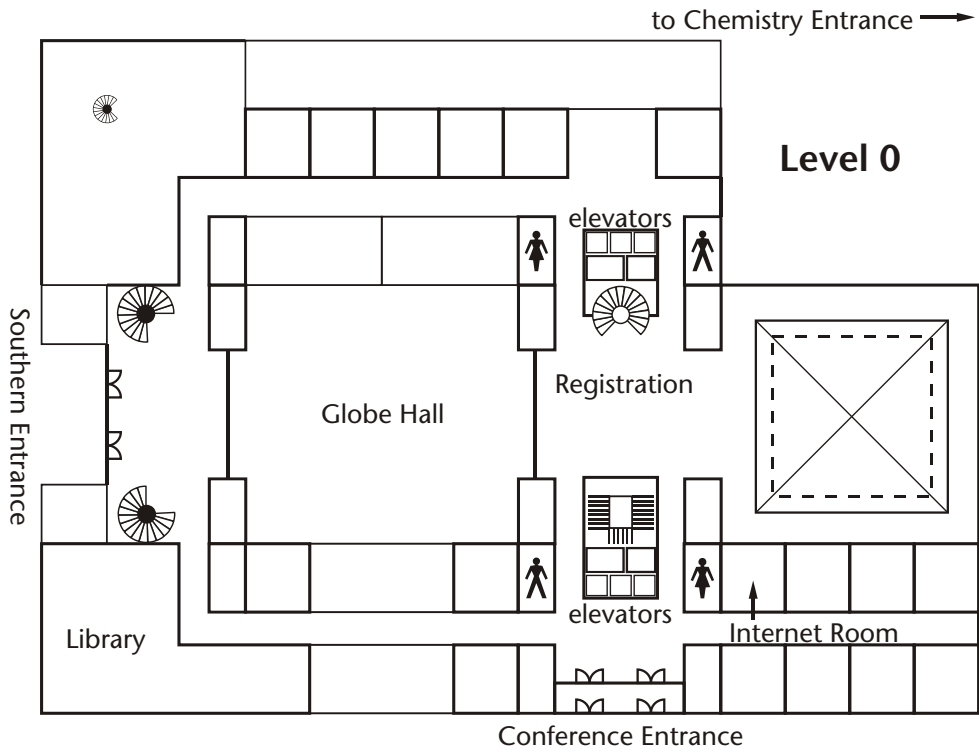 to Chemistry Entrance
Level 0
elevators
Southern Entrance
Registration
Globe Hall
elevators
Internet Room
Library
Conference Entrance